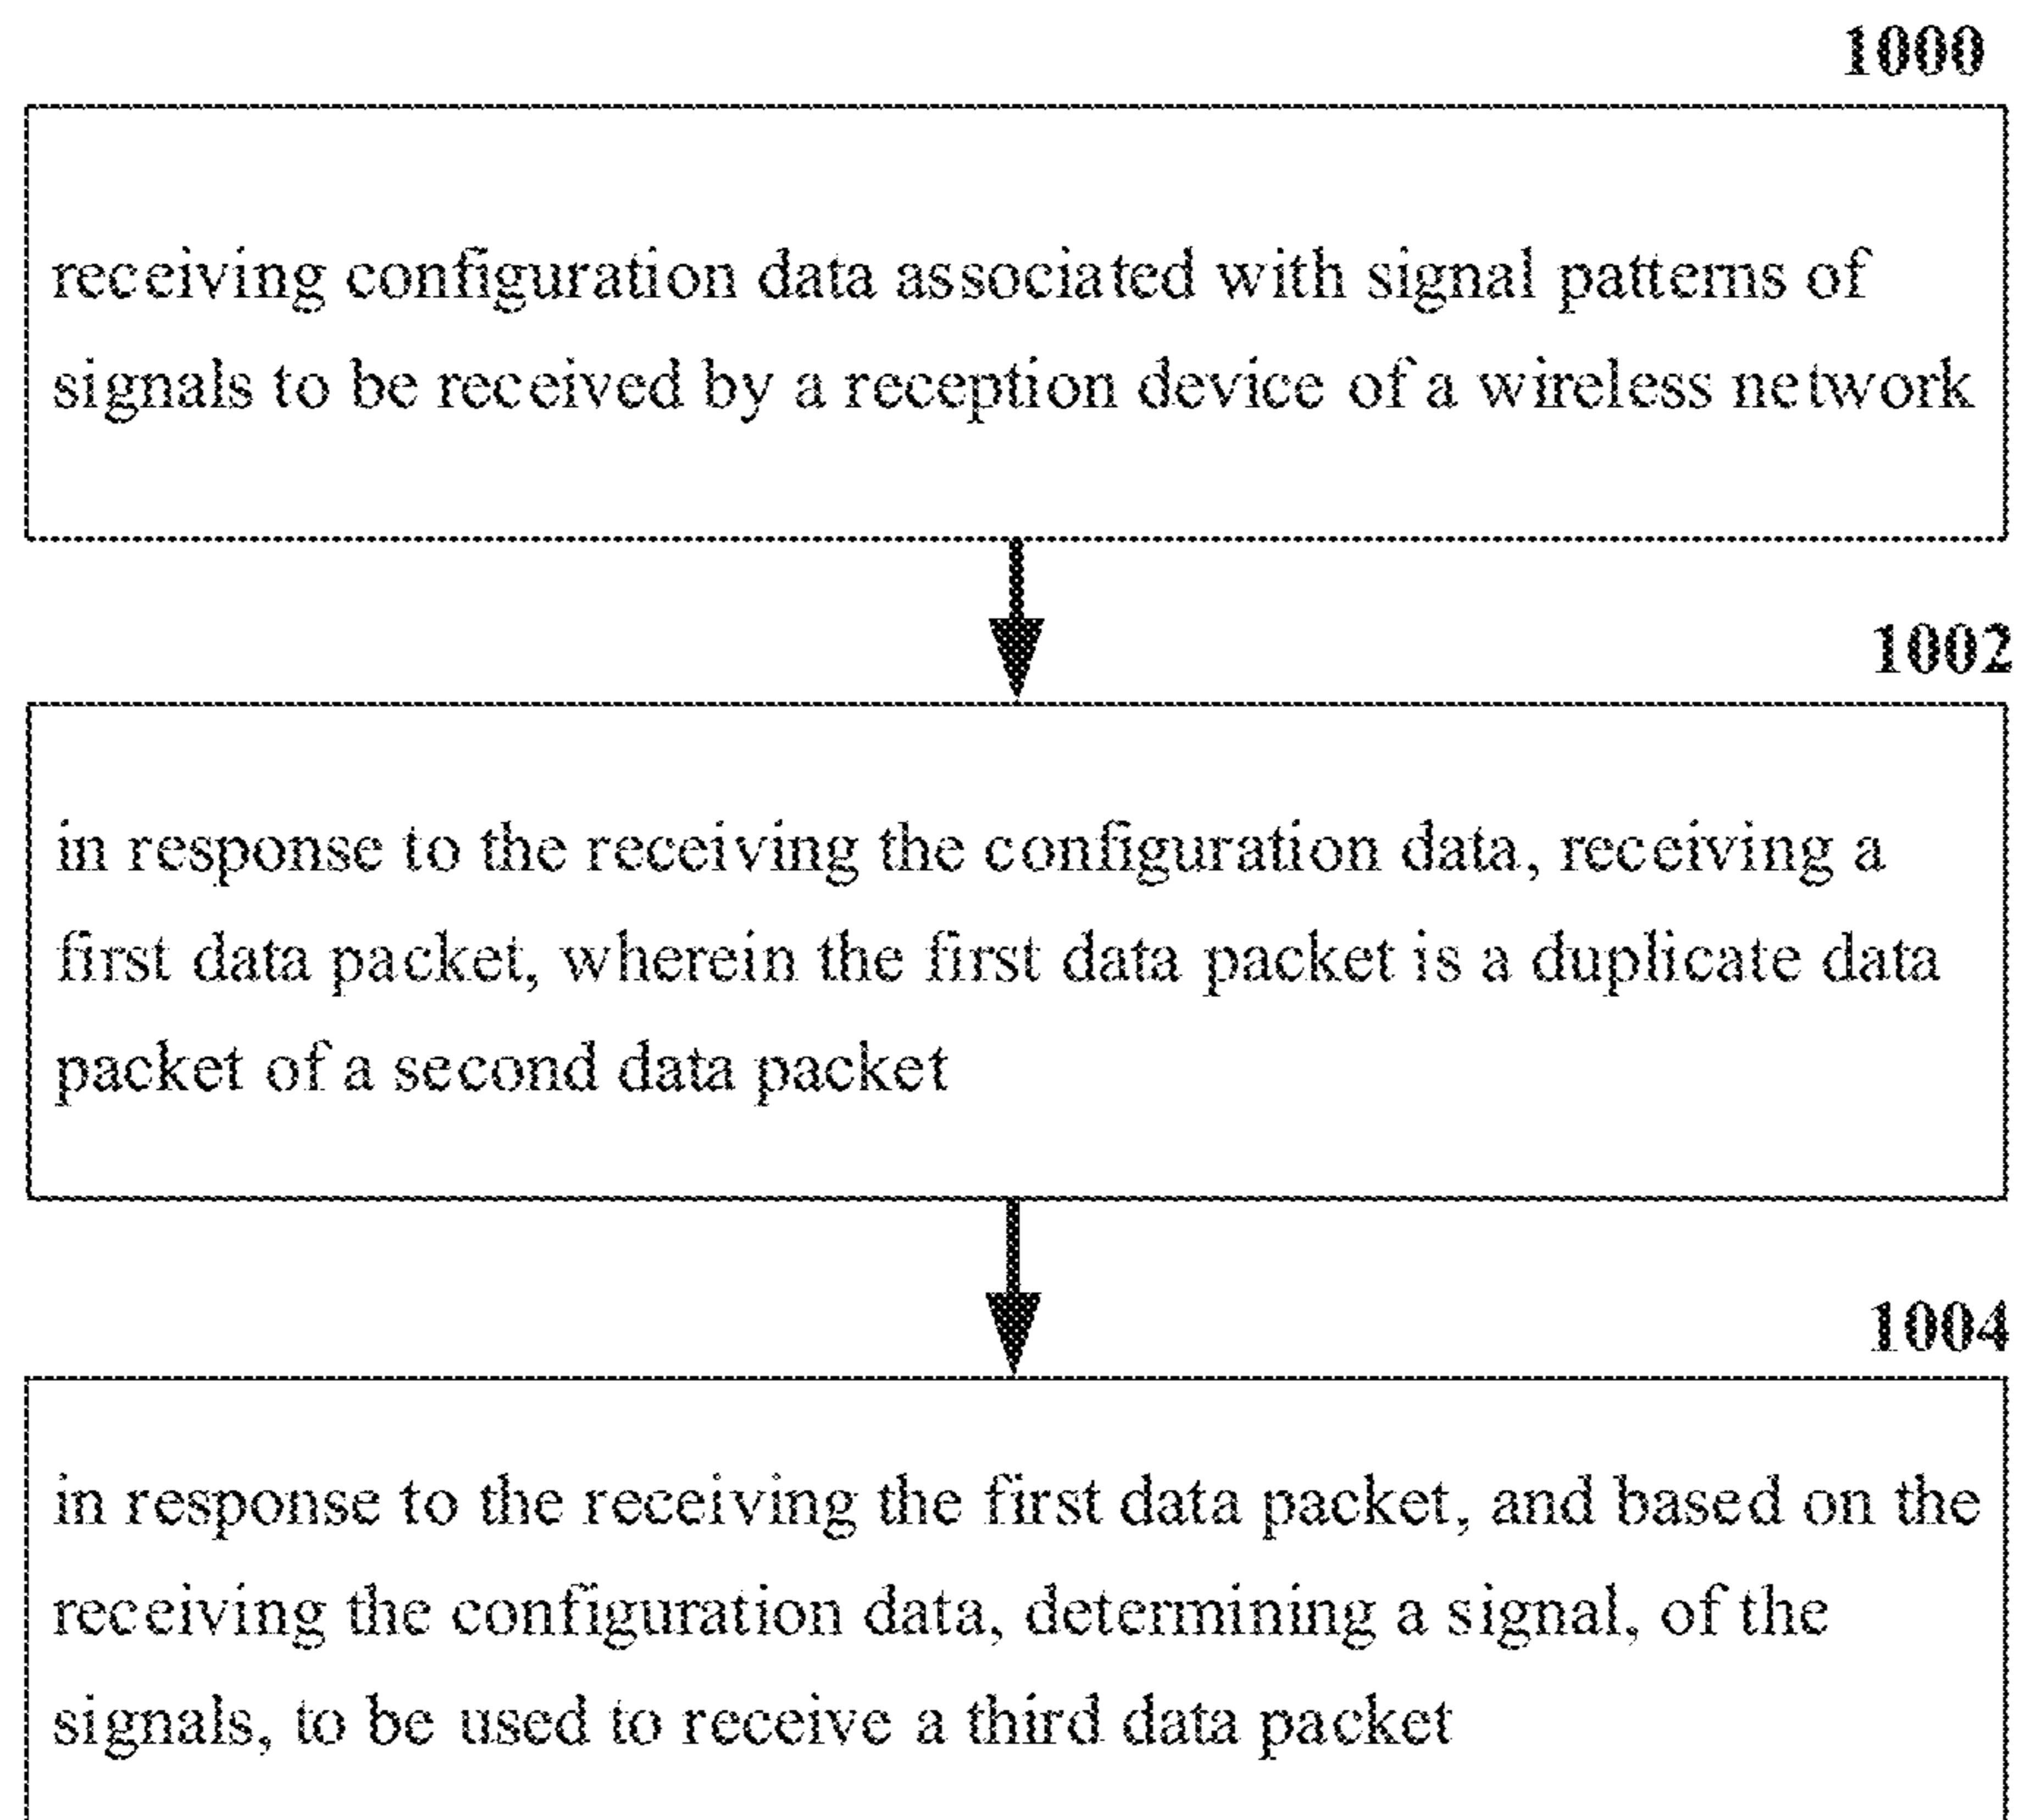 1000
receiving configuration data associated with signal patterns of
signals to be received by a reception device of a wireless network
1002
in response to the receiving the configuration data, receiving a
first data packet, wherein the first data packet is a duplicate data
packet of a second data packet
1004
in response to the receiving the first data packet, and based on the
receiving the configuration data, determining a signal, of the
signals, to be used to receive a third data packet